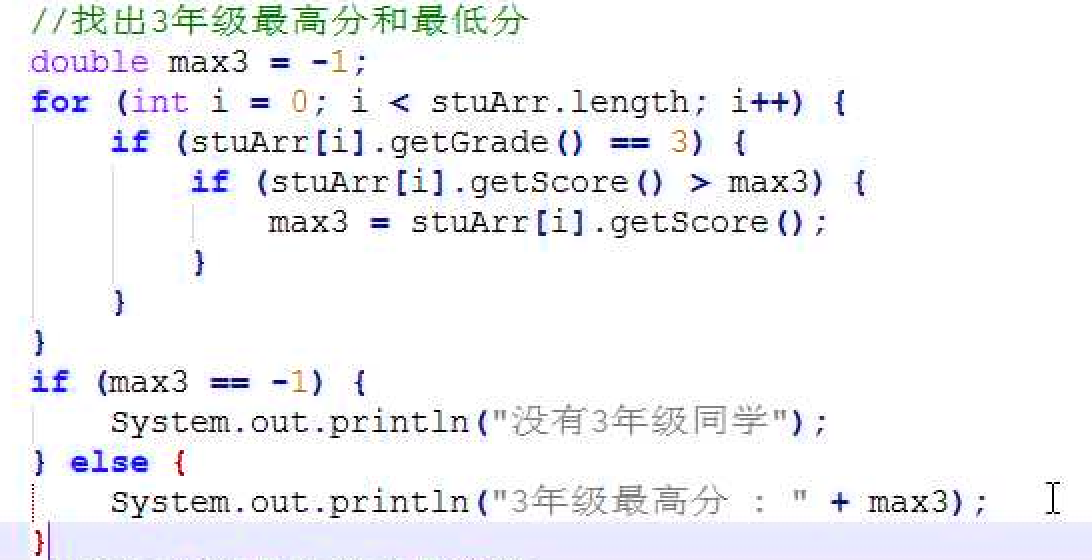 //找出3年级最高分和最低分
double max3 = -1;
for (int i = 0; i < stuArr.length; i++) {
    if (stuArr[i].getGrade() == 3) {
        if (stuArr[i].getScore() > max3) {
            max3 = stuArr[i].getScore();
        }
    }
}
if (max3 == -1) {
    System.out.println("没有3年级同学");
} else {
    System.out.println("3年级最高分 : " + max3);
}